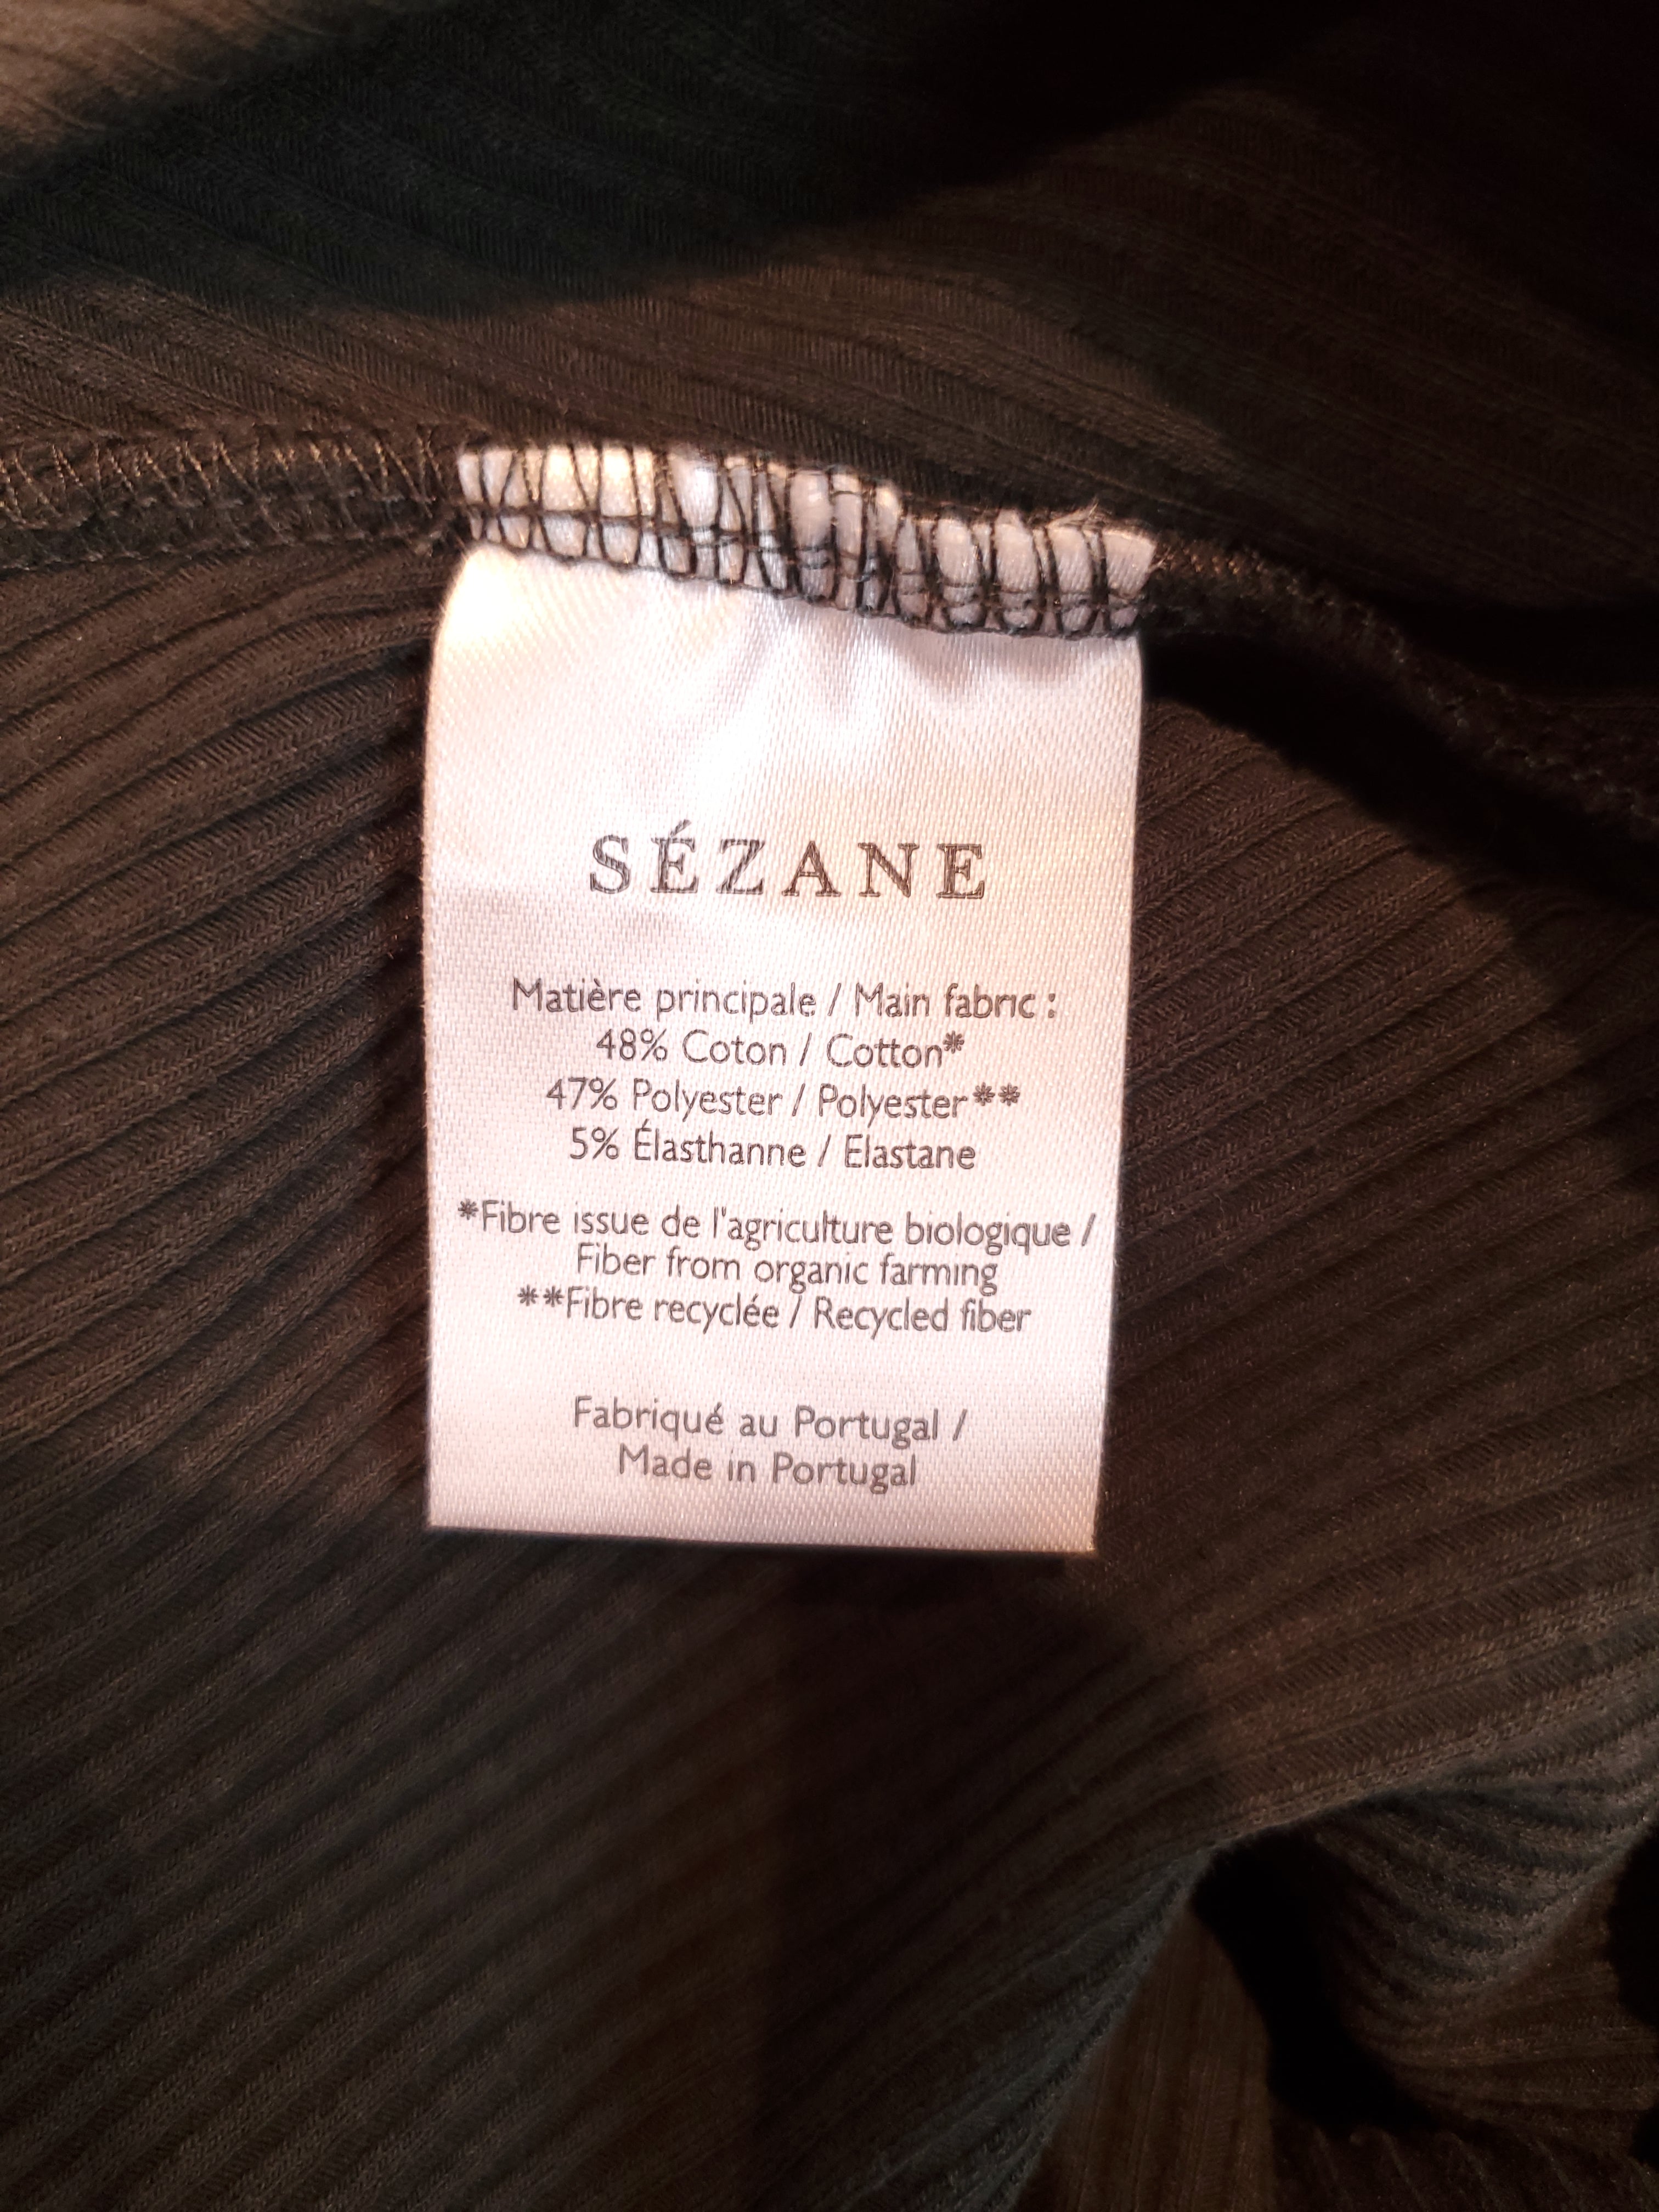 SÉZANE
Matière principale / Main fabric :
48% Coton / Cotton*
47% Polyester / Polyester**
5% Élasthanne / Elastane
*Fibre issue de l'agriculture biologique /
Fiber from organic farming
**Fibre recyclée / Recycled fiber
Fabriqué au Portugal /
Made in Portugal